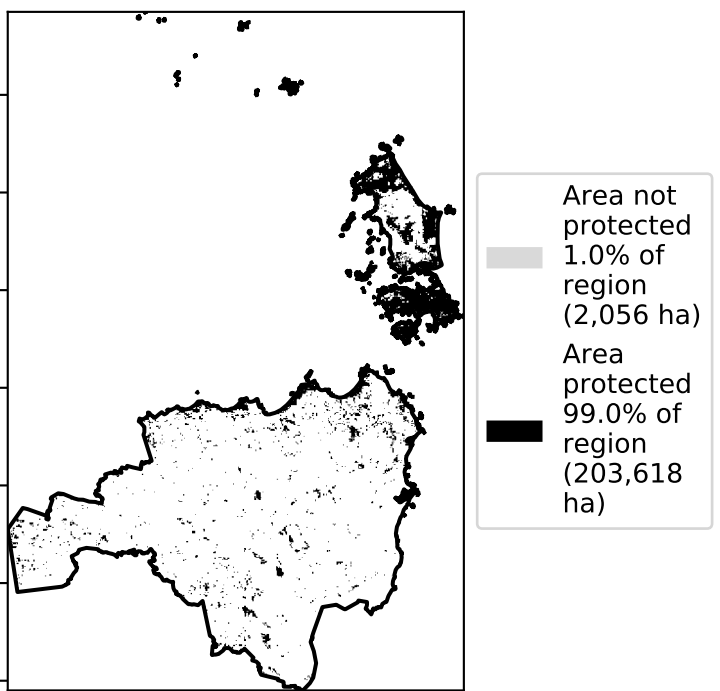 Area not
protected
1.0% of
region
(2,056 ha)
Area
protected
99.0% of
region
(203,618
ha)